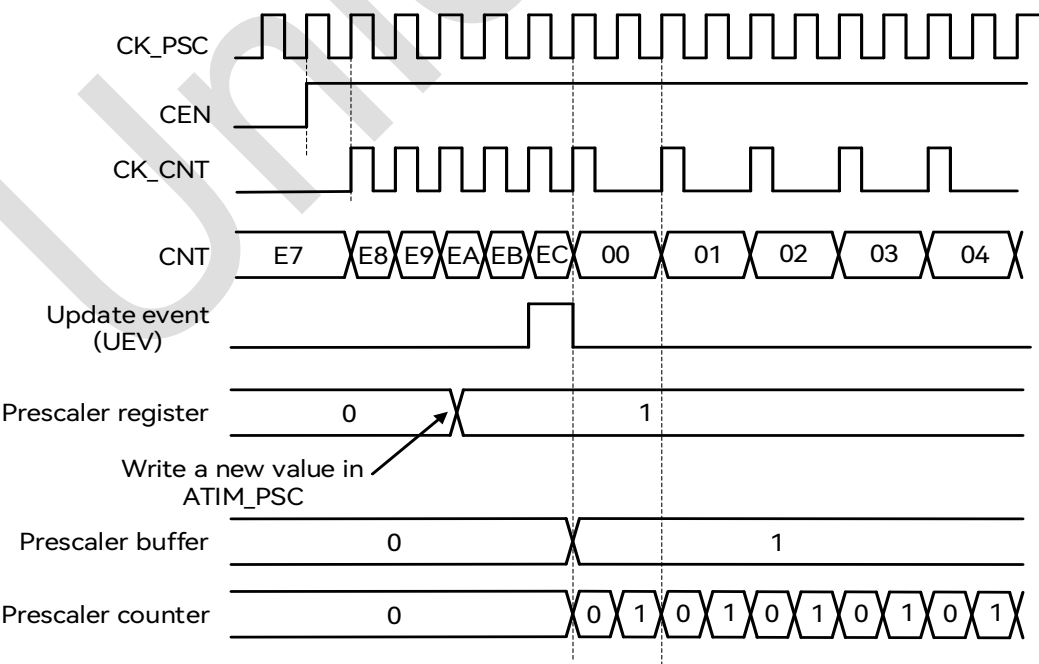 CK_PSC
CEN
CK_CNT
CNT E7 E8 E9 EA EB EC 00 01 02 03 04
Update event
(UEV)
Prescaler register 0 1
Write a new value in
ATIM_PSC
Prescaler buffer 0 1
Prescaler counter 0 0 1 0 1 0 1 0 1 0 1